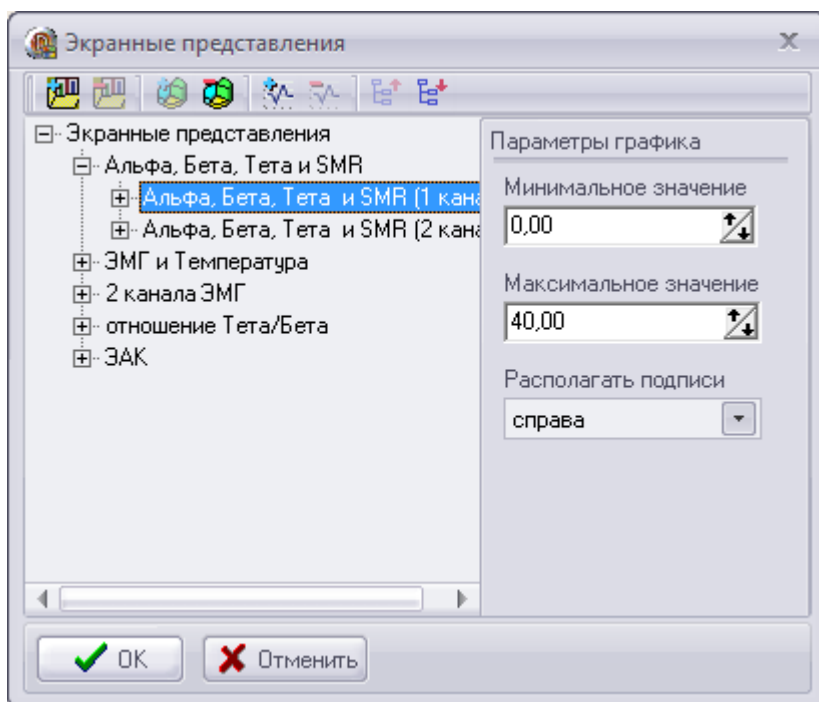 Экранные представления
Экранные представления
Альфа, Бета, Тета и SMR
Альфа, Бета, Тета и SMR (1 кана
Альфа, Бета, Тета и SMR (2 кана
ЭМГ и Температура
2 канала ЭМГ
отношение Тета/Бета
ЭАК
Параметры графика
Минимальное значение
0,00
Максимальное значение
40,00
Располагать подписи
справа
OK
Отменить